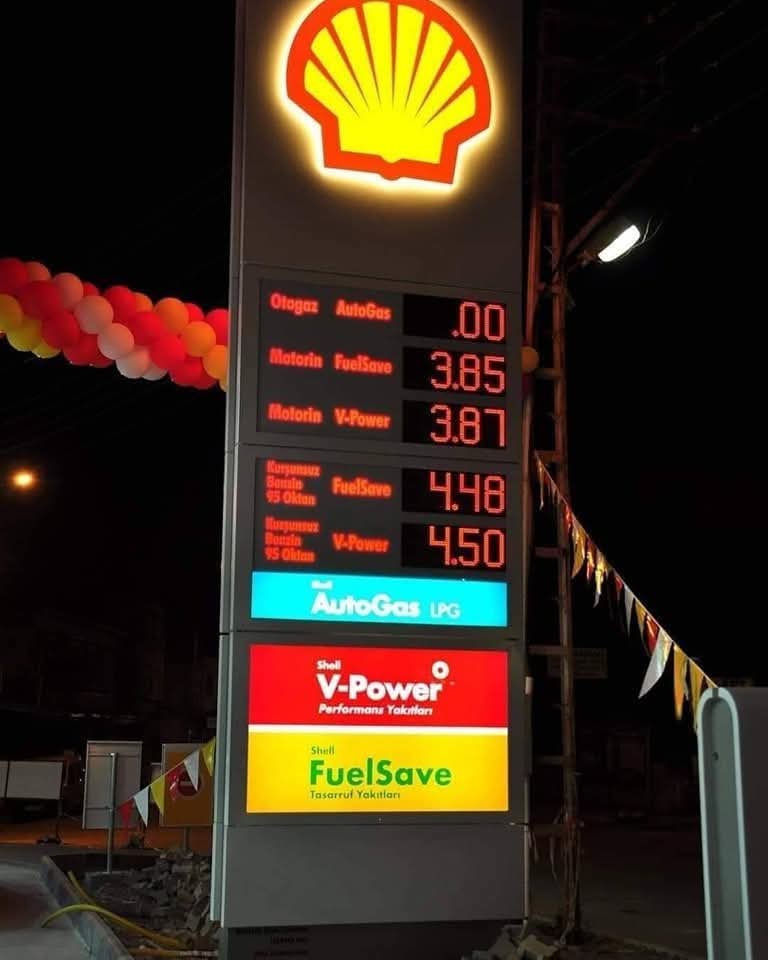 Otogaz AutoGas .00
Motorin FuelSave 3.85
Motorin V-Power 3.87
Kurşunsuz
Benzin
95 Oktan
FuelSave 4.48
Kurşunsuz
Benzin
95 Oktan
V-Power 4.50
Shell
AutoGas LPG
Shell
V-Power
Performans Yakıtları
Shell
FuelSave
Tasarruf Yakıtları